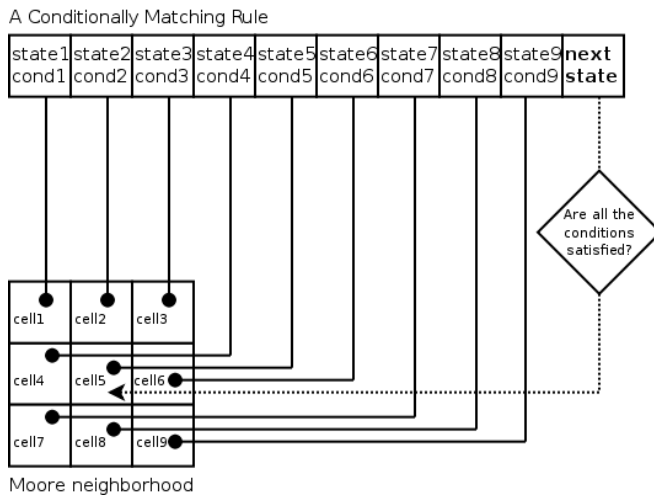 A Conditionally Matching Rule
state1 state2 state3 state4 state5 state6 state7 state8 state9 next
cond1 cond2 cond3 cond4 cond5 cond6 cond7 cond8 cond9 state
Are all the
conditions
satisfied?
cell1 cell2 cell3
cell4 cell5 cell6
cell7 cell8 cell9
Moore neighborhood